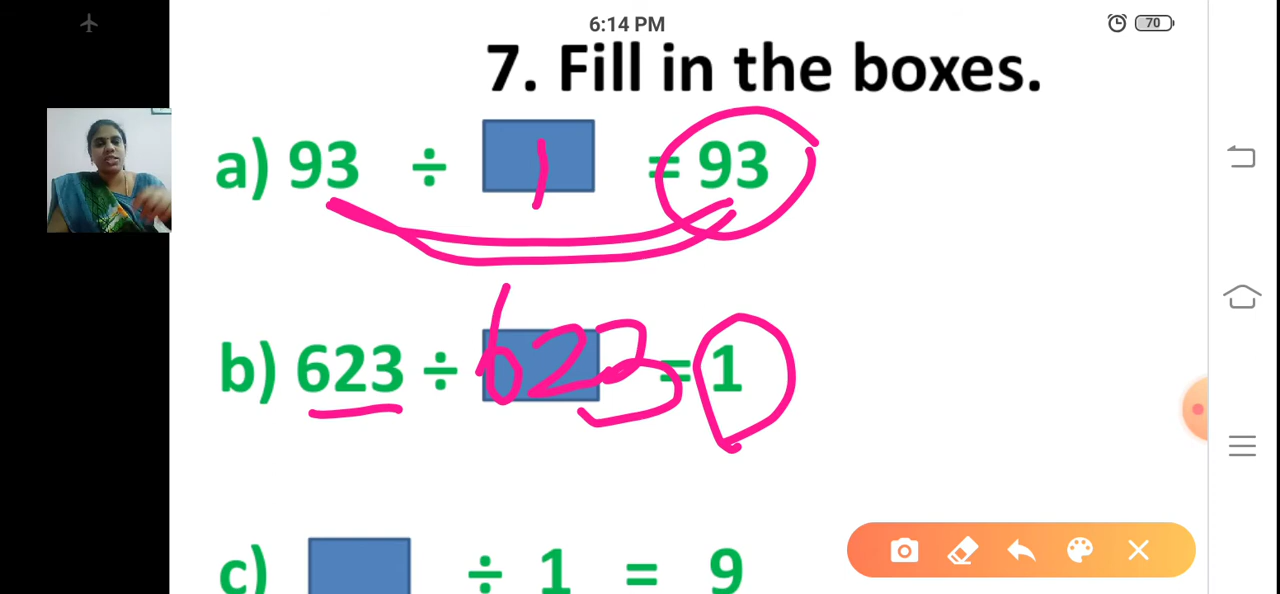 6:14 PM
70
7. Fill in the boxes.
a) 93 ÷ 1 = 93
b) 623 ÷ 623 = 1
c) ÷ 1 = 9